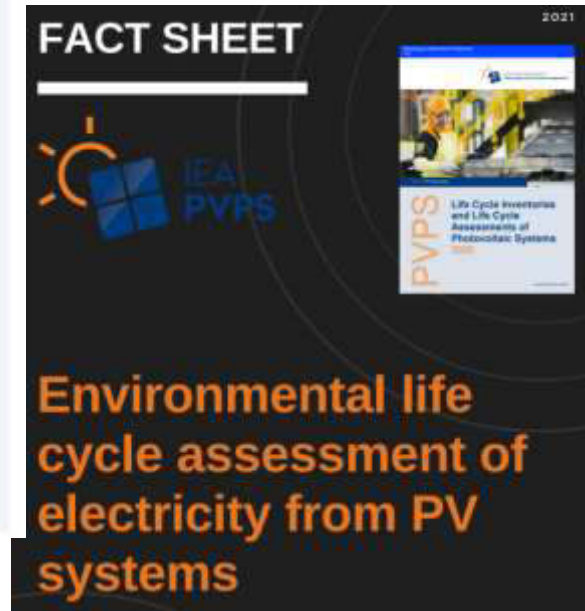 2021
FACT SHEET
IEA
PVPS
PVPS
Life Cycle Inventories
and Life Cycle
Assessments of
Photovoltaic Systems
Environmental life
cycle assessment of
electricity from PV
systems